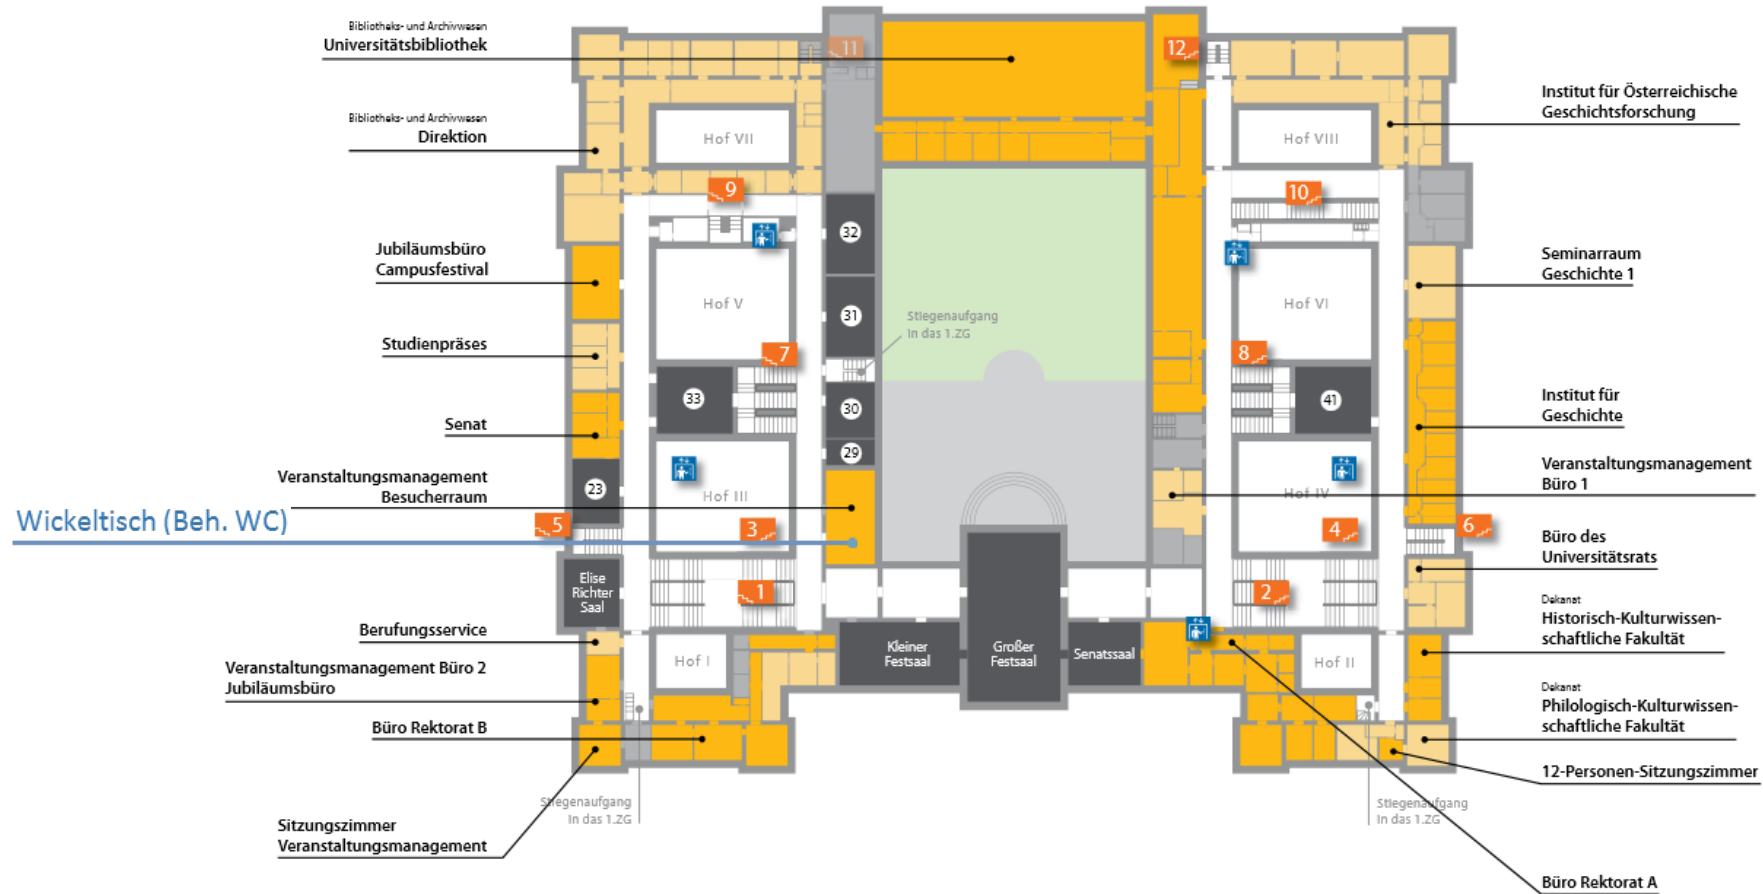 Bibliotheks- und Archivwesen
Universitätsbibliothek
Bibliotheks- und Archivwesen
Direktion
Jubiläumsbüro
Campusfestival
Studienpräses
Senat
Veranstaltungsmanagement
Besucherraum
Wickeltisch (Beh. WC)
Berufungsservice
Veranstaltungsmanagement Büro 2
Jubiläumsbüro
Büro Rektorat B
Sitzungszimmer
Veranstaltungsmanagement
11
12
Hof VII
Hof VIII
9
10
32
Hof V
31
Stiegenaufgang
in das 1.ZG
Hof VI
7
8
33
30
41
29
23
Hof III
Hof IV
5
3
4
6
Elise
Richter
Saal
1
2
Hof I
Kleiner
Festsaal
Großer
Festsaal
Senatssaal
Hof II
Stiegenaufgang
in das 1.ZG
Stiegenaufgang
in das 1.ZG
Institut für Österreichische
Geschichtsforschung
Seminarraum
Geschichte 1
Institut für
Geschichte
Veranstaltungsmanagement
Büro 1
Büro des
Universitätsrats
Dekanat
Historisch-Kulturwissen-
schaftliche Fakultät
Dekanat
Philologisch-Kulturwissen-
schaftliche Fakultät
12-Personen-Sitzungszimmer
Büro Rektorat A